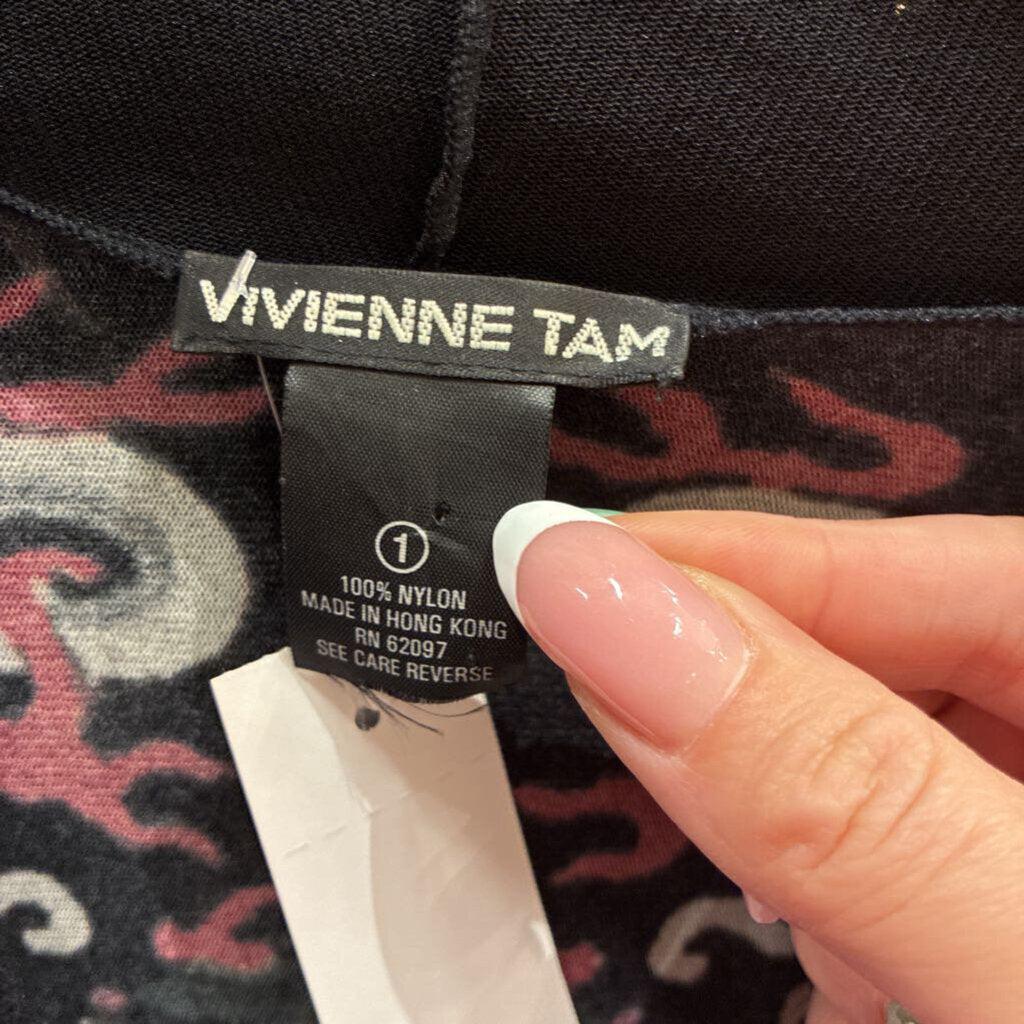 VIVIENNE TAM
1
100% NYLON
MADE IN HONG KONG
RN 62097
SEE CARE REVERSE